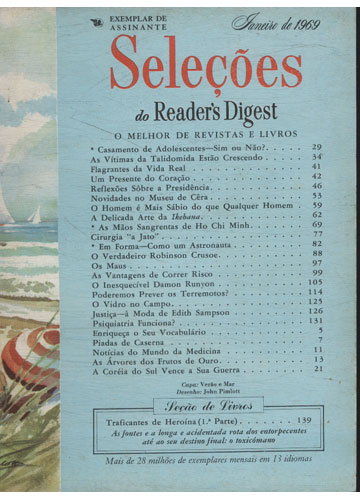 EXEMPLAR DE
ASSINANTE
Janeiro de 1969
Seleções
do Reader's Digest
O MELHOR DE REVISTAS E LIVROS
* Casamento de Adolescentes—Sim ou Não?. . . . . 29
As Vítimas da Talidomida Estão Crescendo . . . . 34
Flagrantes da Vida Real . . . . 41
Um Presente do Coração . . . . 42
Reflexões Sôbre a Presidência. . . . 46
Novidades no Museu de Cêra . . . . 53
O Homem é Mais Sábio do que Qualquer Homem . . . 59
A Delicada Arte da Ikebana . . . . 62
* As Mãos Sangrentas de Ho Chi Minh . . . . 69
Cirurgia "a Jato" . . . . 77
* Em Forma—Como um Astronauta . . . . 82
O Verdadeiro Robinson Crusoe. . . . 88
Os Maus . . . . 97
As Vantagens de Correr Risco . . . . 99
O Inesquecível Damon Runyon . . . . 105
Poderemos Prever os Terremotos? . . . . 114
O Vidro no Campo . . . . 125
Justiça—à Moda de Edith Sampson . . . . 126
Psiquiatria Funciona? . . . . 131
Enriqueça o Seu Vocabulário . . . . 5
Piadas de Caserna . . . . 7
Notícias do Mundo da Medicina . . . . 11
As Árvores dos Frutos de Ouro . . . . 13
A Coréia do Sul Vence a Sua Guerra . . . . 21
Capa: Verão e Mar
Desenho: John Pimlott
Seção de Livros
Traficantes de Heroína (1.ª Parte) . . . . 139
As fontes e a longa e acidentada rota dos entorpecentes
até ao seu destino final: o toxicômano
Mais de 28 milhões de exemplares mensais em 13 idiomas